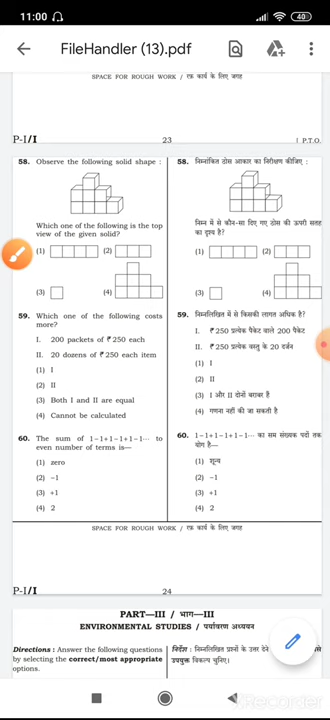 11:00
40
FileHandler (13).pdf
SPACE FOR ROUGH WORK / रफ़ कार्य के लिए जगह
P-I/I
23
P.T.O.
58. Observe the following solid shape :
Which one of the following is the top
view of the given solid?
(1)
(2)
(3)
(4)
59. Which one of the following costs
more?
I. 200 packets of ₹ 250 each
II. 20 dozens of ₹ 250 each item
(1) I
(2) II
(3) Both I and II are equal
(4) Cannot be calculated
60. The sum of 1−1+1−1+1−1⋯ to
even number of terms is—
(1) zero
(2) −1
(3) +1
(4) 2
58. निम्नांकित ठोस आकार का निरीक्षण कीजिए :
निम्न में से कौन-सा दिए गए ठोस की ऊपरी सतह
का दृश्य है?
(1)
(2)
(3)
(4)
59. निम्नलिखित में से किसकी लागत अधिक है?
I. ₹ 250 प्रत्येक पैकेट वाले 200 पैकेट
II. ₹ 250 प्रत्येक वस्तु के 20 दर्जन
(1) I
(2) II
(3) I और II दोनों बराबर हैं
(4) गणना नहीं की जा सकती है
60. 1−1+1−1+1−1⋯ का सम संख्यक पदों तक
योग है—
(1) शून्य
(2) −1
(3) +1
(4) 2
SPACE FOR ROUGH WORK / रफ़ कार्य के लिए जगह
P-I/I
24
PART—III / भाग—III
ENVIRONMENTAL STUDIES / पर्यावरण अध्ययन
Directions : Answer the following questions
by selecting the correct/most appropriate
options.
निर्देश : निम्नलिखित प्रश्नों के उत्तर देने
उपयुक्त विकल्प चुनिए।